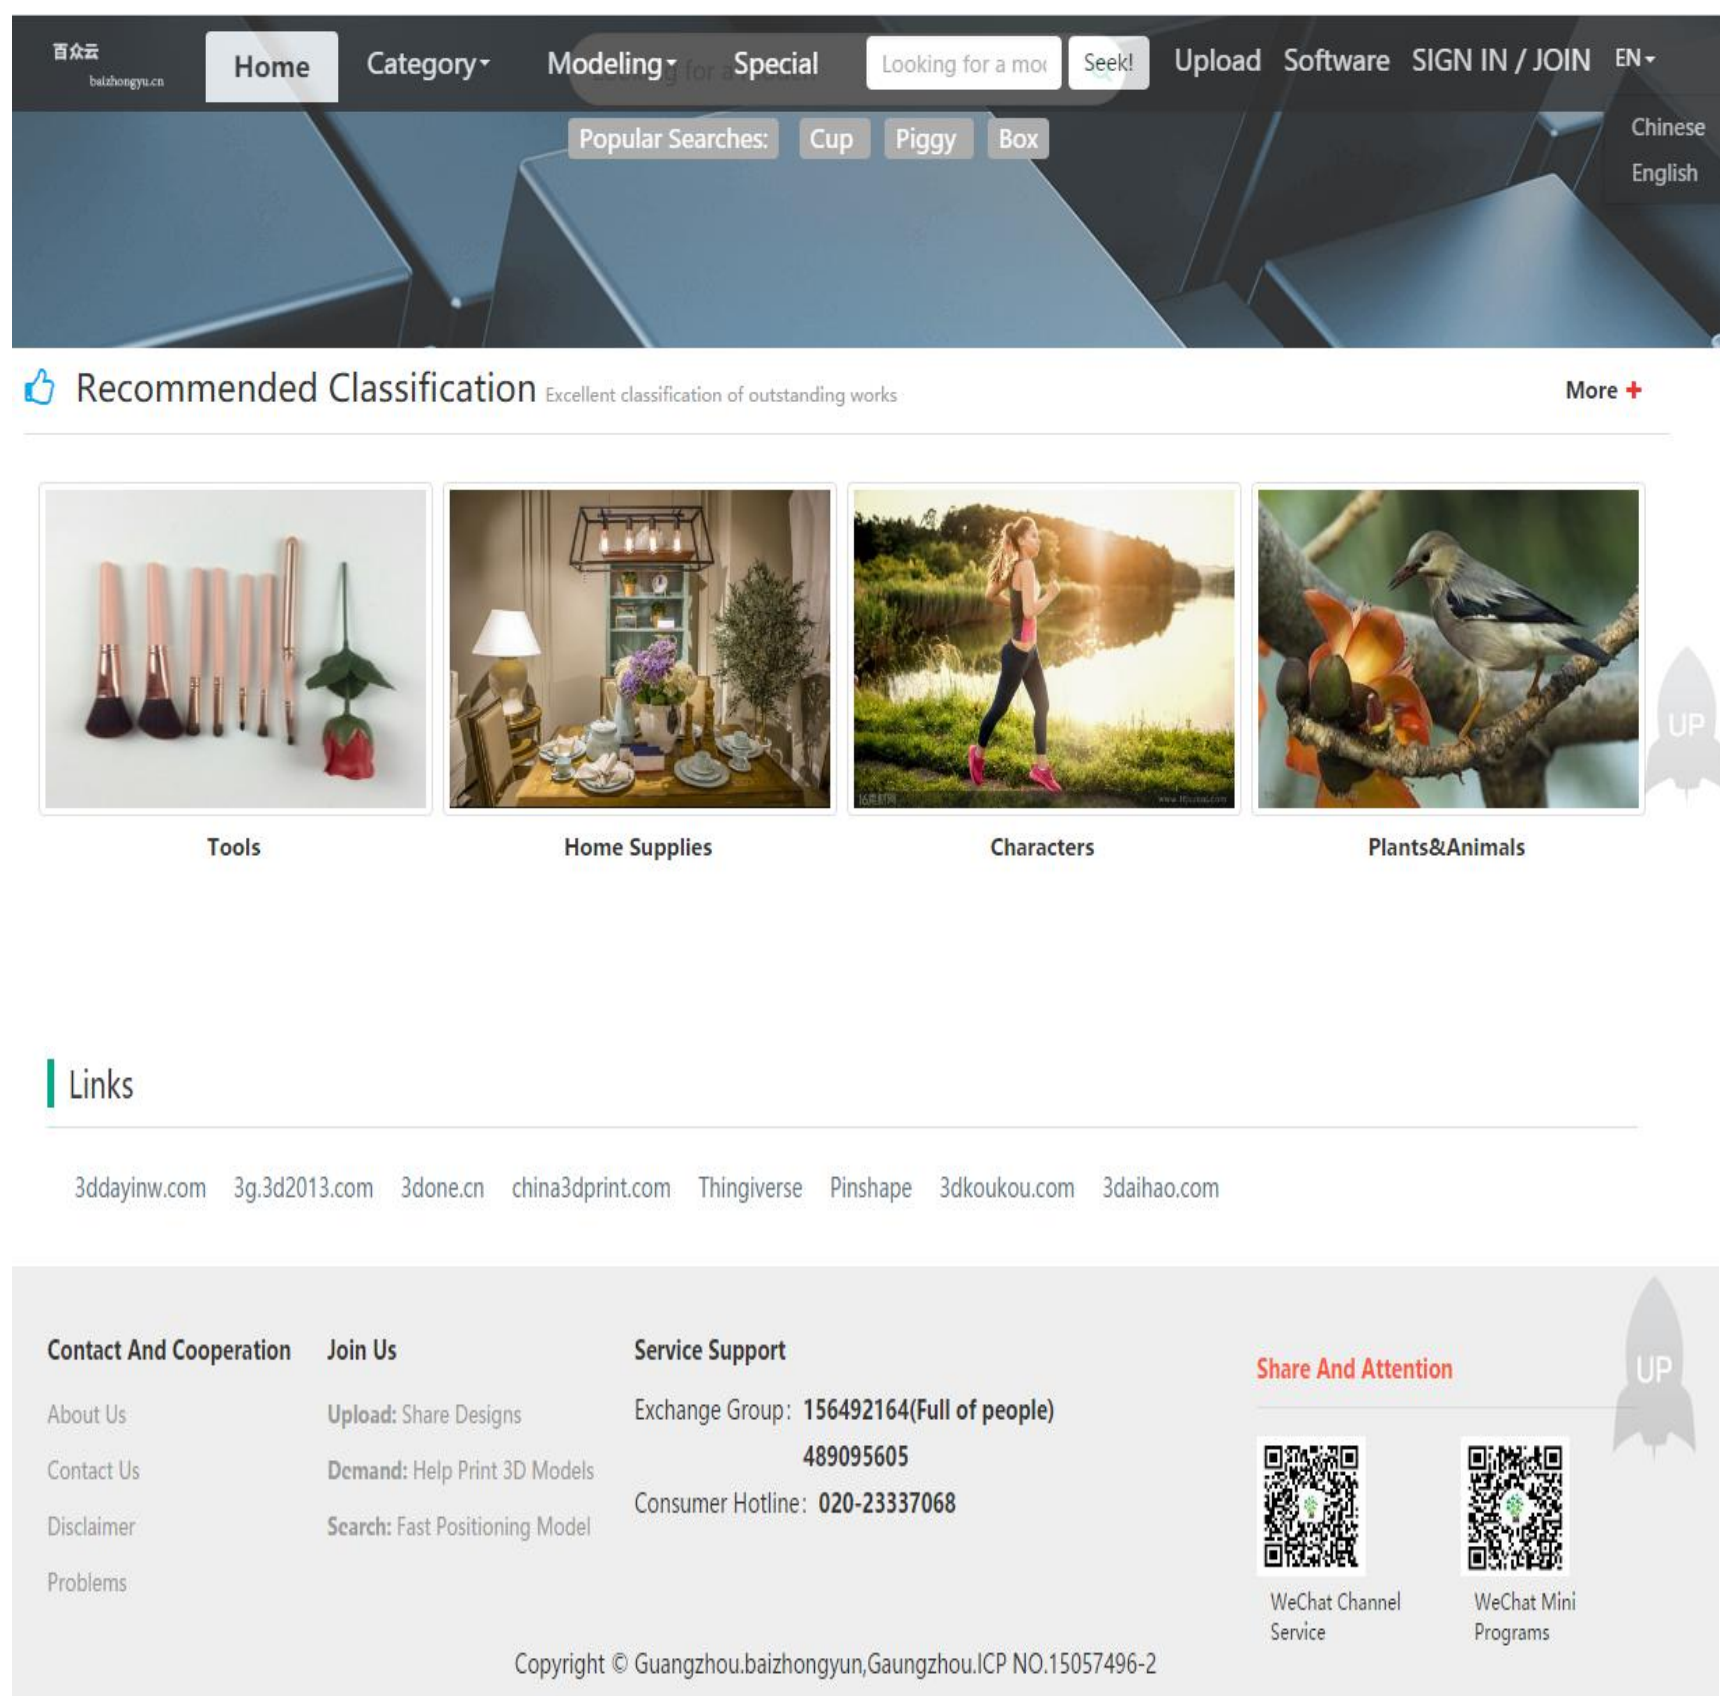 百众云
baizhongyu.cn
Home
Category
Modeling
Special
Looking for a mod
Seek!
Upload
Software
SIGN IN / JOIN
EN
Chinese
English
Popular Searches:
Cup
Piggy
Box
Recommended Classification Excellent classification of outstanding works
More +
Tools
Home Supplies
Characters
Plants&Animals
UP
Links
3ddayinw.com 3g.3d2013.com 3done.cn china3dprint.com Thingiverse Pinshape 3dkoukou.com 3daihao.com
Contact And Cooperation
About Us
Contact Us
Disclaimer
Problems
Join Us
Upload: Share Designs
Demand: Help Print 3D Models
Search: Fast Positioning Model
Service Support
Exchange Group: 156492164(Full of people)
489095605
Consumer Hotline: 020-23337068
Share And Attention
UP
WeChat Channel
Service
WeChat Mini
Programs
Copyright © Guangzhou.baizhongyun,Gaungzhou.ICP NO.15057496-2